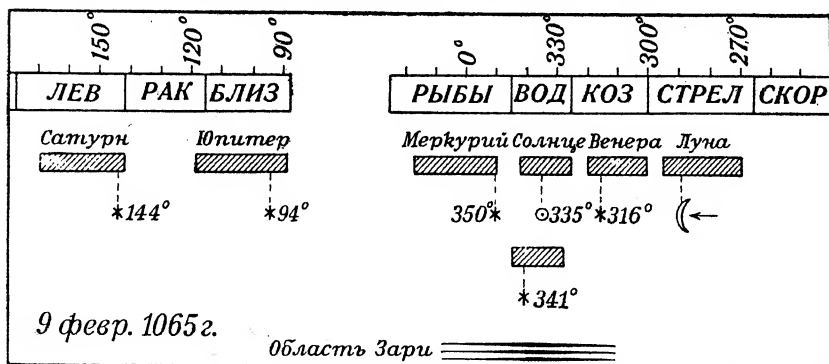 150° 120° 90° 0° 330° 300° 270°
ЛЕВ РАК БЛИЗ РЫБЫ ВОД КОЗ СТРЕЛ СКОР
Сатурн Юпитер Меркурий Солнце Венера Луна
144° 94° 350° 335° 316°
341°
9 февр. 1065 г.
Область Зари